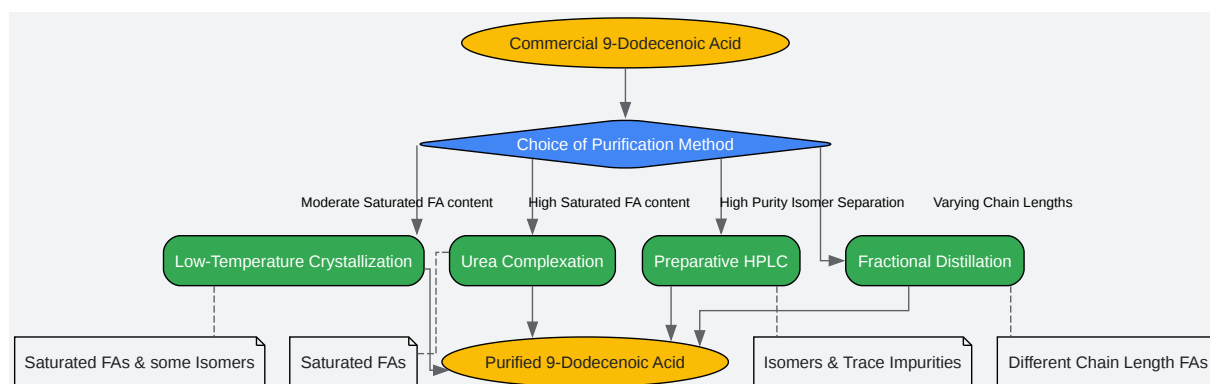 Commercial 9-Dodecenoic Acid
Choice of Purification Method
Moderate Saturated FA content
High Saturated FA content
High Purity Isomer Separation
Varying Chain Lengths
Low-Temperature Crystallization
Urea Complexation
Preparative HPLC
Fractional Distillation
Saturated FAs & some Isomers
Saturated FAs
Purified 9-Dodecenoic Acid
Isomers & Trace Impurities
Different Chain Length FAs